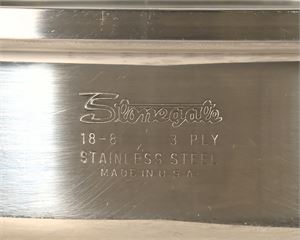 Stonegate
18-8 3 PLY
STAINLESS STEEL
MADE IN U.S.A.